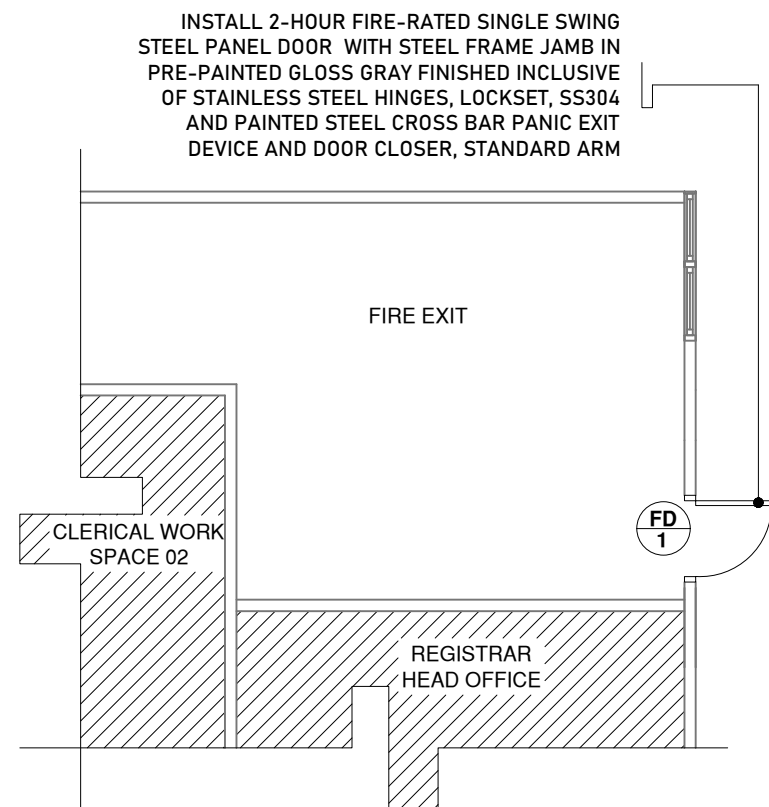 INSTALL 2-HOUR FIRE-RATED SINGLE SWING
STEEL PANEL DOOR WITH STEEL FRAME JAMB IN
PRE-PAINTED GLOSS GRAY FINISHED INCLUSIVE
OF STAINLESS STEEL HINGES, LOCKSET, SS304
AND PAINTED STEEL CROSS BAR PANIC EXIT
DEVICE AND DOOR CLOSER, STANDARD ARM
FIRE EXIT
FD
1
CLERICAL WORK
SPACE 02
REGISTRAR
HEAD OFFICE